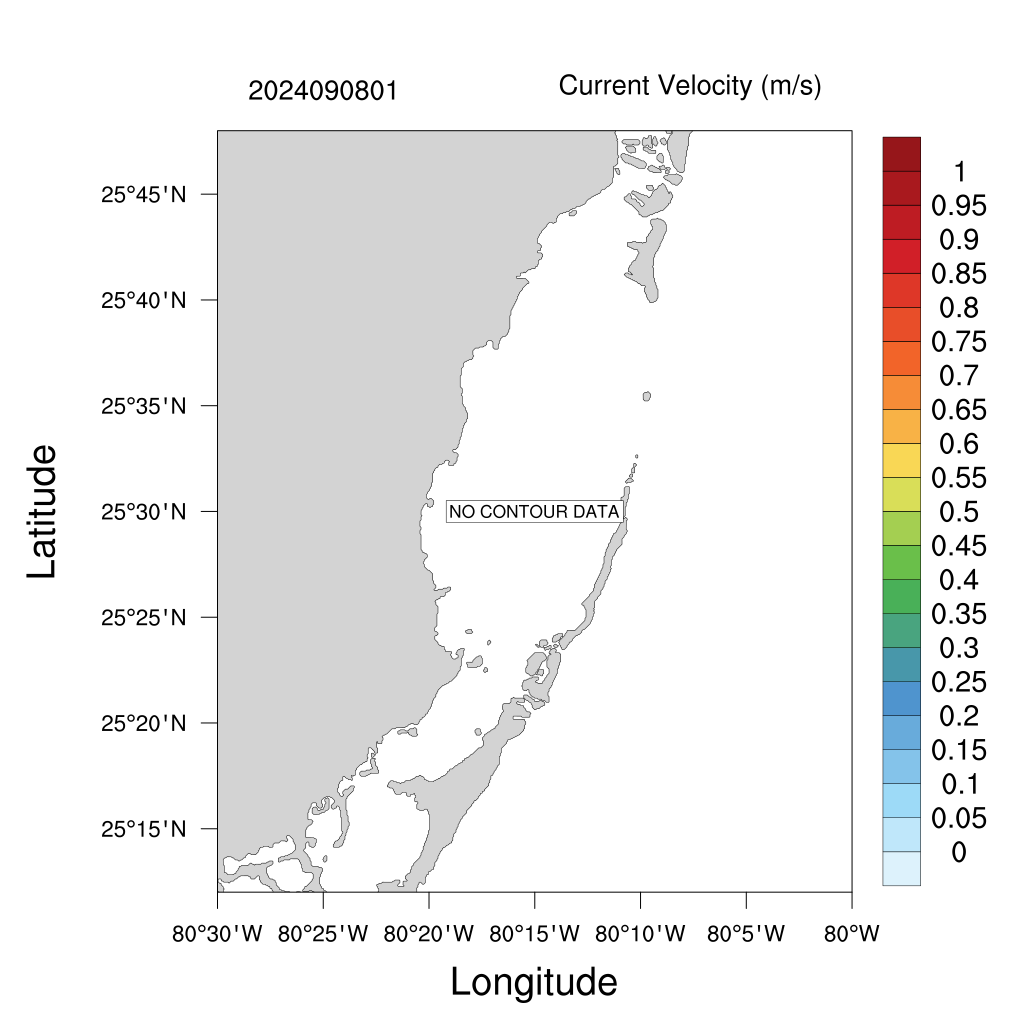 2024090801
Current Velocity (m/s)
25°45'N
25°40'N
25°35'N
25°30'N
25°25'N
25°20'N
25°15'N
Latitude
NO CONTOUR DATA
80°30'W 80°25'W 80°20'W 80°15'W 80°10'W 80°5'W 80°W
Longitude
1
0.95
0.9
0.85
0.8
0.75
0.7
0.65
0.6
0.55
0.5
0.45
0.4
0.35
0.3
0.25
0.2
0.15
0.1
0.05
0